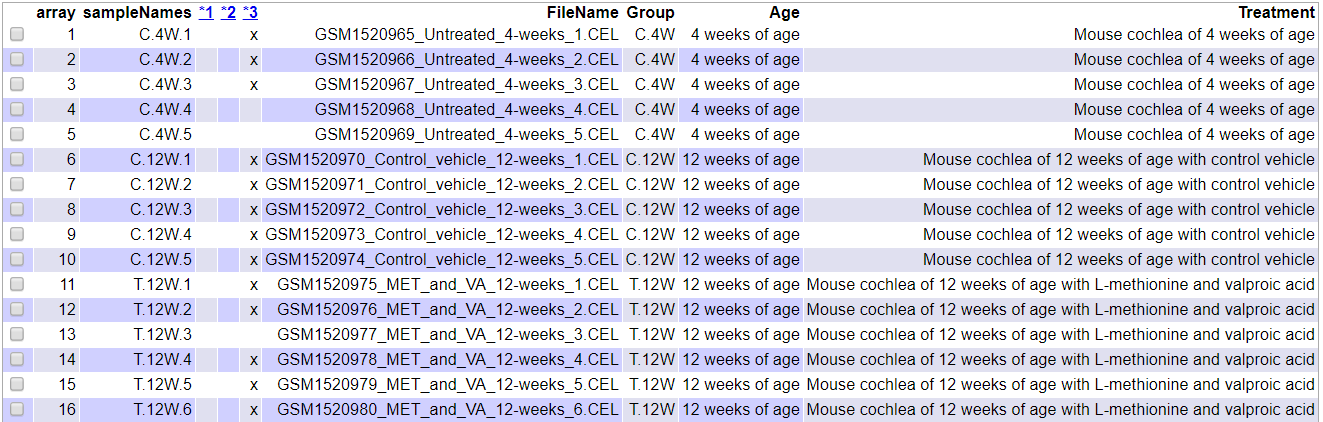 array sampleNames *1 *2 *3 FileName Group Age Treatment
1 C.4W.1 x GSM1520965_Untreated_4-weeks_1.CEL C.4W 4 weeks of age Mouse cochlea of 4 weeks of age
2 C.4W.2 x GSM1520966_Untreated_4-weeks_2.CEL C.4W 4 weeks of age Mouse cochlea of 4 weeks of age
3 C.4W.3 x GSM1520967_Untreated_4-weeks_3.CEL C.4W 4 weeks of age Mouse cochlea of 4 weeks of age
4 C.4W.4 GSM1520968_Untreated_4-weeks_4.CEL C.4W 4 weeks of age Mouse cochlea of 4 weeks of age
5 C.4W.5 GSM1520969_Untreated_4-weeks_5.CEL C.4W 4 weeks of age Mouse cochlea of 4 weeks of age
6 C.12W.1 x GSM1520970_Control_vehicle_12-weeks_1.CEL C.12W 12 weeks of age Mouse cochlea of 12 weeks of age with control vehicle
7 C.12W.2 x GSM1520971_Control_vehicle_12-weeks_2.CEL C.12W 12 weeks of age Mouse cochlea of 12 weeks of age with control vehicle
8 C.12W.3 x GSM1520972_Control_vehicle_12-weeks_3.CEL C.12W 12 weeks of age Mouse cochlea of 12 weeks of age with control vehicle
9 C.12W.4 x GSM1520973_Control_vehicle_12-weeks_4.CEL C.12W 12 weeks of age Mouse cochlea of 12 weeks of age with control vehicle
10 C.12W.5 x GSM1520974_Control_vehicle_12-weeks_5.CEL C.12W 12 weeks of age Mouse cochlea of 12 weeks of age with control vehicle
11 T.12W.1 x GSM1520975_MET_and_VA_12-weeks_1.CEL T.12W 12 weeks of age Mouse cochlea of 12 weeks of age with L-methionine and valproic acid
12 T.12W.2 x GSM1520976_MET_and_VA_12-weeks_2.CEL T.12W 12 weeks of age Mouse cochlea of 12 weeks of age with L-methionine and valproic acid
13 T.12W.3 GSM1520977_MET_and_VA_12-weeks_3.CEL T.12W 12 weeks of age Mouse cochlea of 12 weeks of age with L-methionine and valproic acid
14 T.12W.4 x GSM1520978_MET_and_VA_12-weeks_4.CEL T.12W 12 weeks of age Mouse cochlea of 12 weeks of age with L-methionine and valproic acid
15 T.12W.5 x GSM1520979_MET_and_VA_12-weeks_5.CEL T.12W 12 weeks of age Mouse cochlea of 12 weeks of age with L-methionine and valproic acid
16 T.12W.6 x GSM1520980_MET_and_VA_12-weeks_6.CEL T.12W 12 weeks of age Mouse cochlea of 12 weeks of age with L-methionine and valproic acid